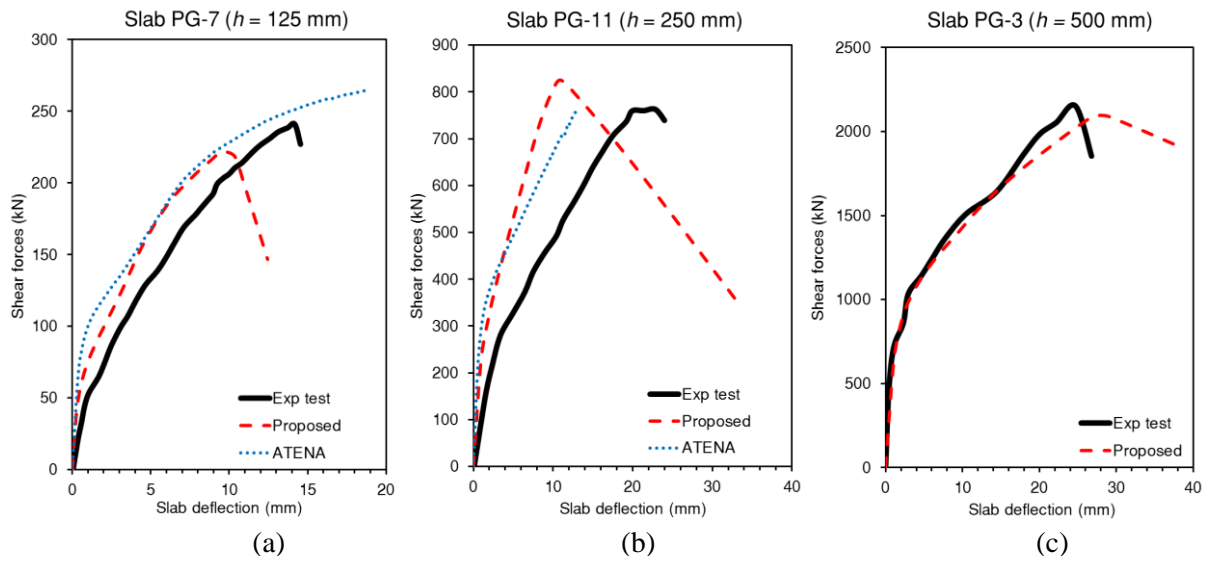 Slab PG-7 (h = 125 mm)
300
250
200
150
100
50
0
Shear forces (kN)
0 5 10 15 20
Slab deflection (mm)
Exp test
Proposed
ATENA
(a)
Slab PG-11 (h = 250 mm)
900
800
700
600
500
400
300
200
100
0
Shear forces (kN)
0 10 20 30 40
Slab deflection (mm)
Exp test
Proposed
ATENA
(b)
Slab PG-3 (h = 500 mm)
2500
2000
1500
1000
500
0
Shear forces (kN)
0 10 20 30 40
Slab deflection (mm)
Exp test
Proposed
(c)